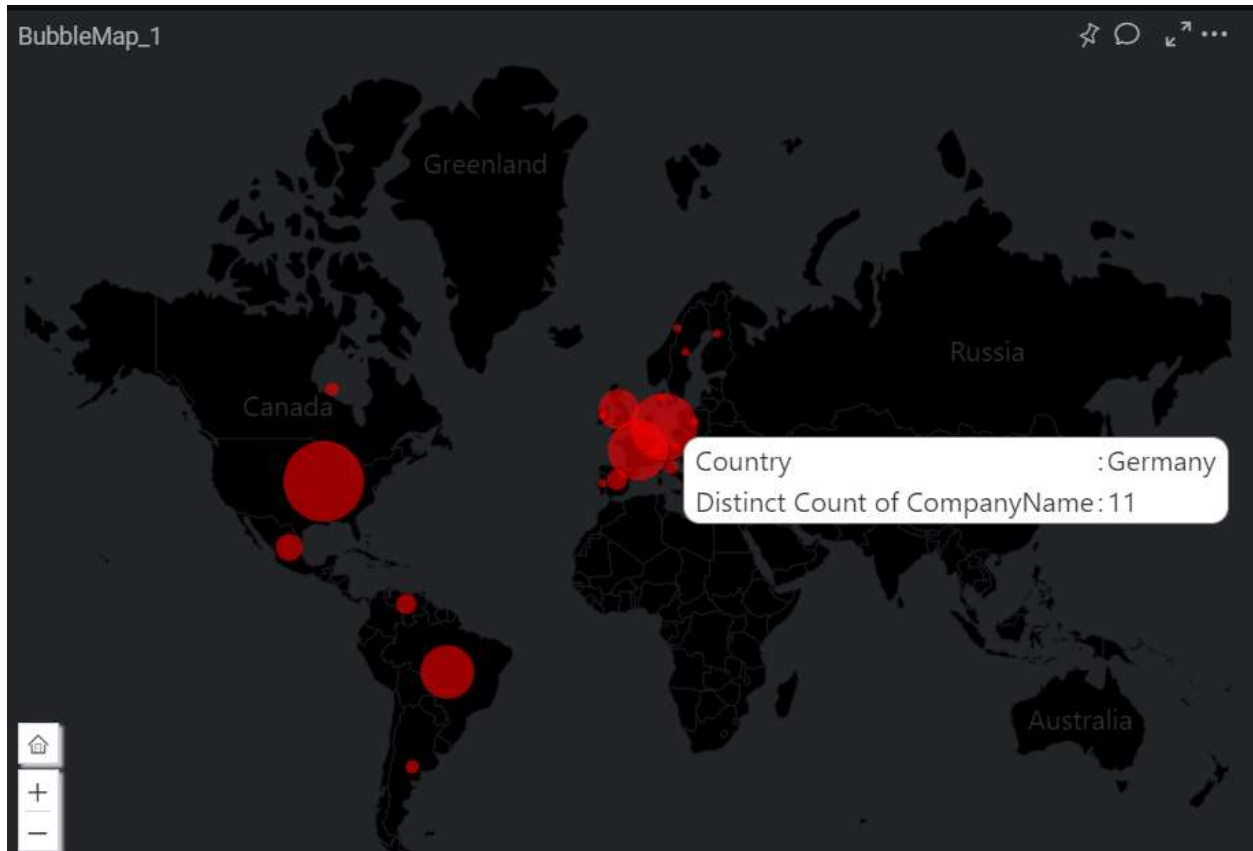 BubbleMap_1
Greenland
Russia
Canada
Country :Germany
Distinct Count of CompanyName:11
Australia
+
−